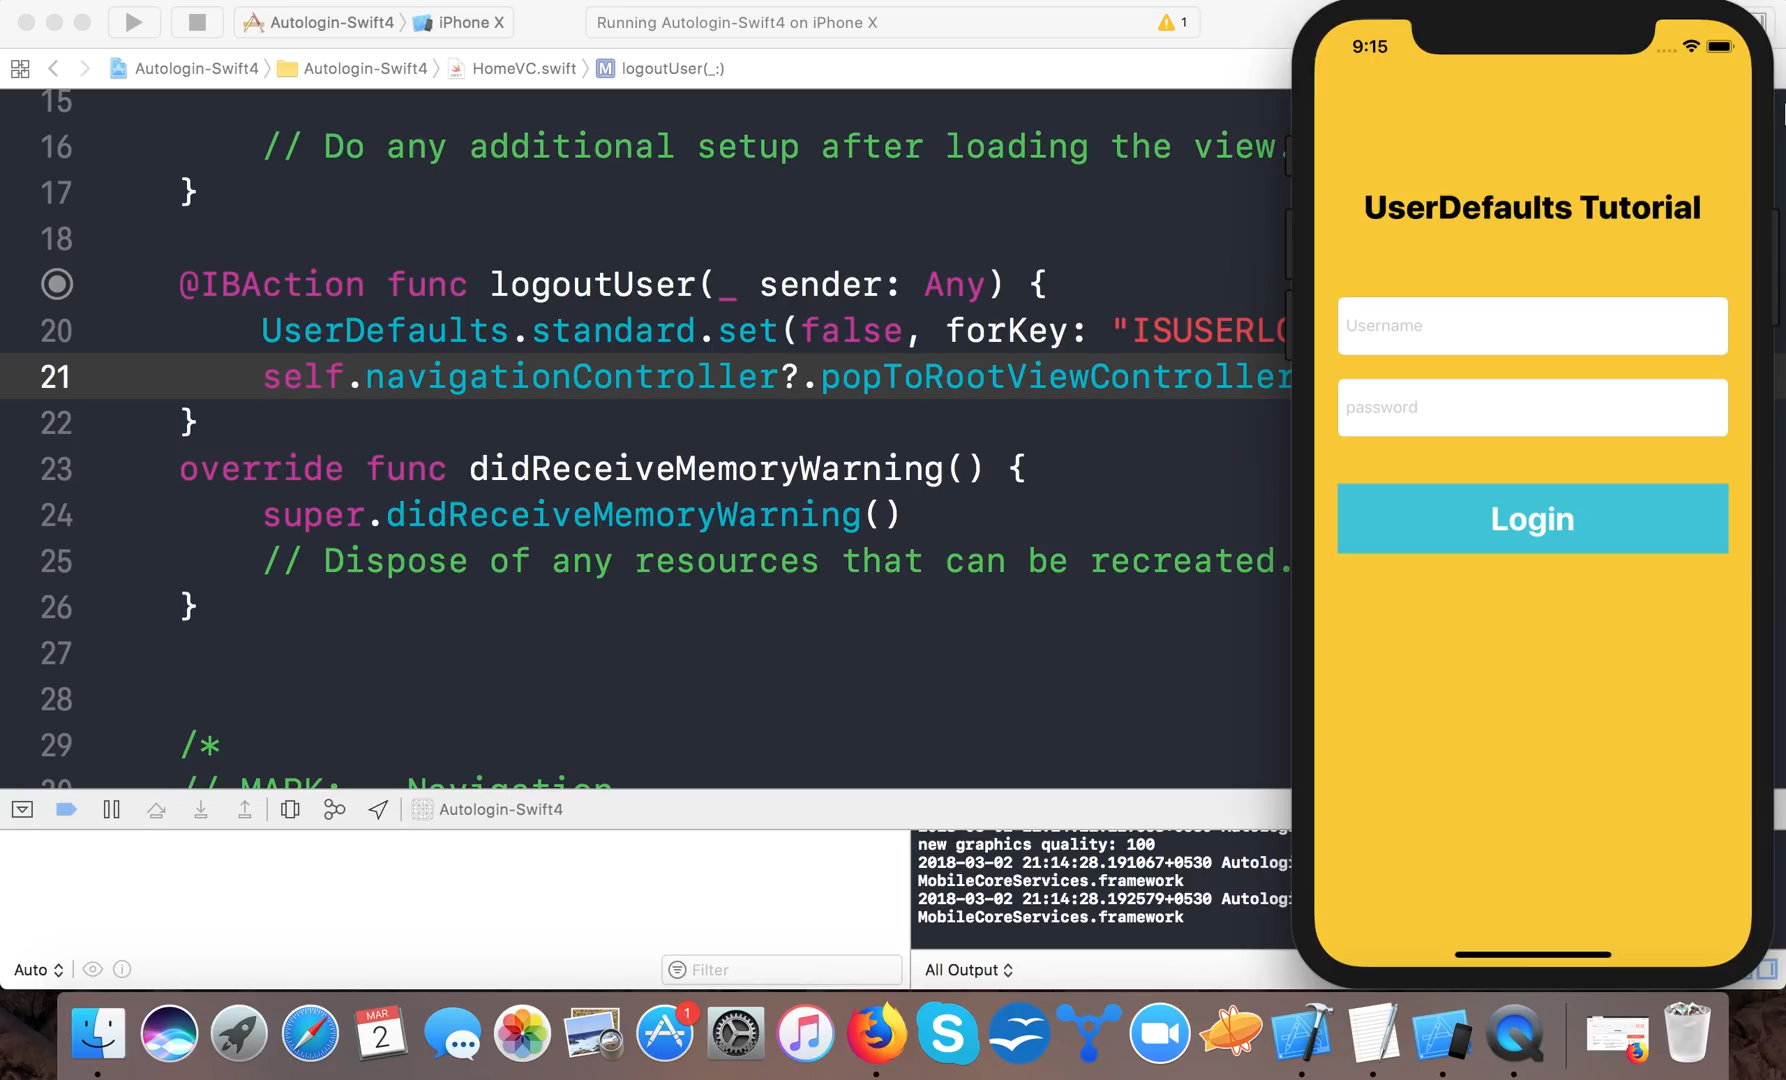 Autologin-Swift4 〉 iPhone X
Running Autologin-Swift4 on iPhone X
1
Autologin-Swift4 〉 Autologin-Swift4 〉 HomeVC.swift 〉 M logoutUser(_:)
15
16 // Do any additional setup after loading the view.
17 }
18
@IBAction func logoutUser(_ sender: Any) {
20 UserDefaults.standard.set(false, forKey: "ISUSERLO
21 self.navigationController?.popToRootViewController
22 }
23 override func didReceiveMemoryWarning() {
24 super.didReceiveMemoryWarning()
25 // Dispose of any resources that can be recreated.
26 }
27
28
29 /*
// MARK: - Navigation
Autologin-Swift4
new graphics quality: 100
2018-03-02 21:14:28.191067+0530 Autologi
MobileCoreServices.framework
2018-03-02 21:14:28.192579+0530 Autologi
MobileCoreServices.framework
Auto
Filter
All Output
9:15
UserDefaults Tutorial
Username
password
Login
MAR
2
1